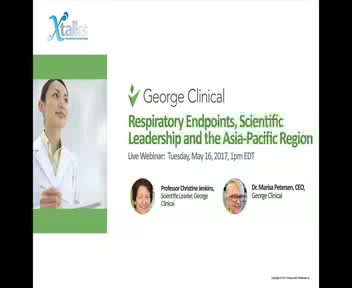 Xtalks
George Clinical
Respiratory Endpoints, Scientific
Leadership and the Asia-Pacific Region
Live Webinar: Tuesday, May 16, 2017, 1pm EDT
Professor Christine Jenkins,
Scientific Leader, George
Clinical
Dr. Marisa Petersen, CEO,
George Clinical